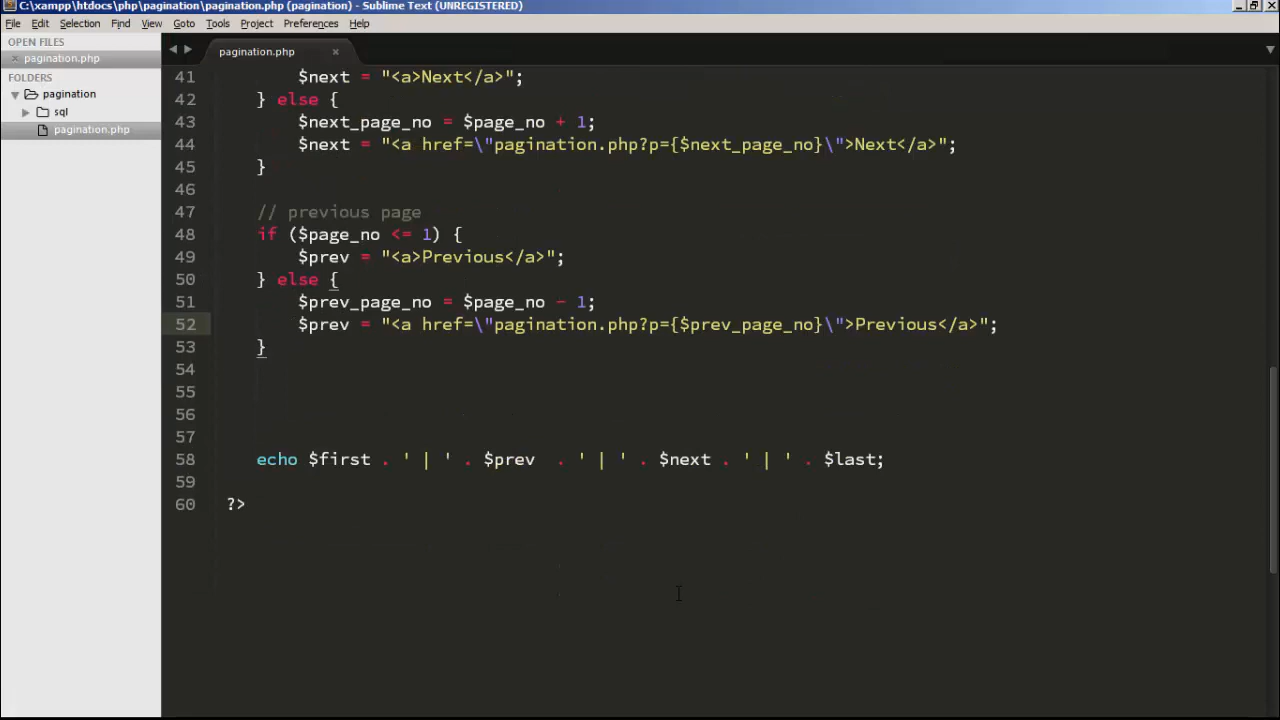 C:\xampp\htdocs\php\pagination\pagination.php (pagination) - Sublime Text (UNREGISTERED)
File Edit Selection Find View Goto Tools Project Preferences Help
OPEN FILES
pagination.php
FOLDERS
pagination
sql
pagination.php
pagination.php
41 $next = "<a>Next</a>";
42 } else {
43 $next_page_no = $page_no + 1;
44 $next = "<a href=\"pagination.php?p={$next_page_no}\">Next</a>";
45 }
46
47 // previous page
48 if ($page_no <= 1) {
49 $prev = "<a>Previous</a>";
50 } else {
51 $prev_page_no = $page_no - 1;
52 $prev = "<a href=\"pagination.php?p={$prev_page_no}\">Previous</a>";
53 }
54
55
56
57
58 echo $first . ' | ' . $prev  . ' | ' . $next . ' | ' . $last;
59
60 ?>